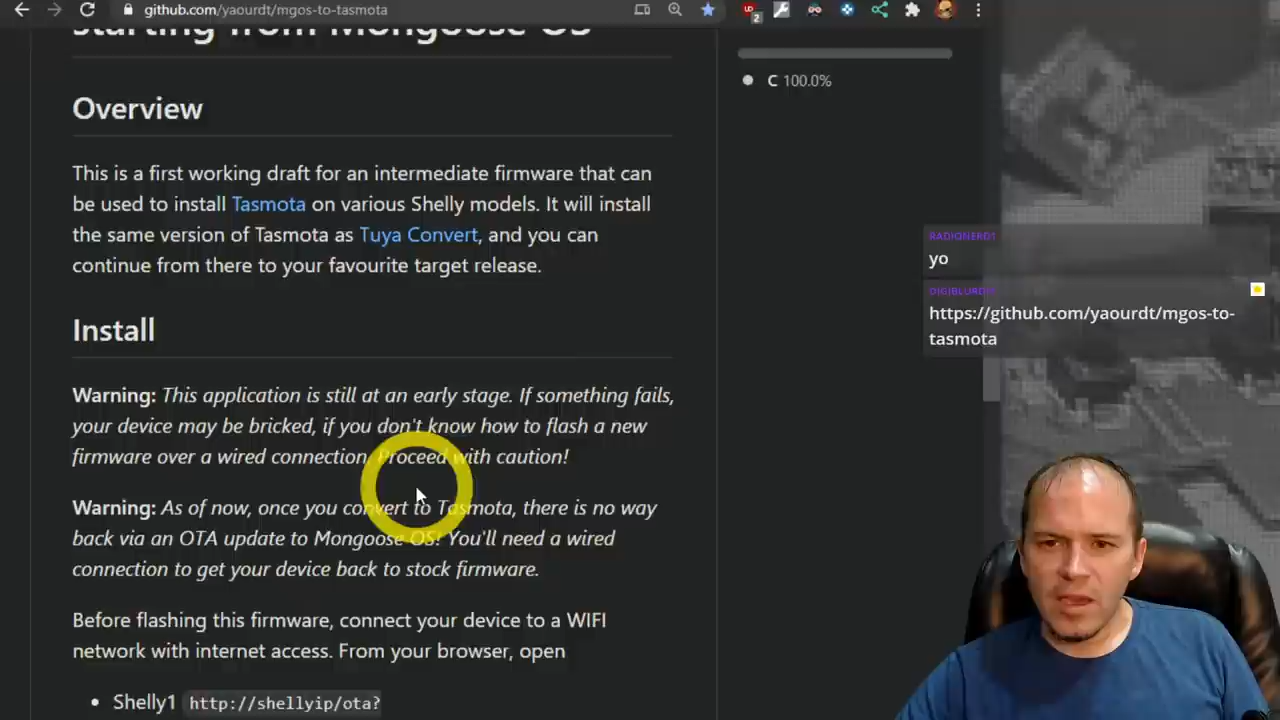 github.com/yaourdt/mgos-to-tasmota
2
starting from Mongoose OS
C 100.0%
Overview
This is a first working draft for an intermediate firmware that can
be used to install Tasmota on various Shelly models. It will install
the same version of Tasmota as Tuya Convert, and you can
continue from there to your favourite target release.
Install
Warning: This application is still at an early stage. If something fails,
your device may be bricked, if you don't know how to flash a new
firmware over a wired connection. Proceed with caution!
Warning: As of now, once you convert to Tasmota, there is no way
back via an OTA update to Mongoose OS! You'll need a wired
connection to get your device back to stock firmware.
Before flashing this firmware, connect your device to a WIFI
network with internet access. From your browser, open
• Shelly1 http://shellyip/ota?
RADIONERD1
yo
https://github.com/yaourdt/mgos-to-
tasmota